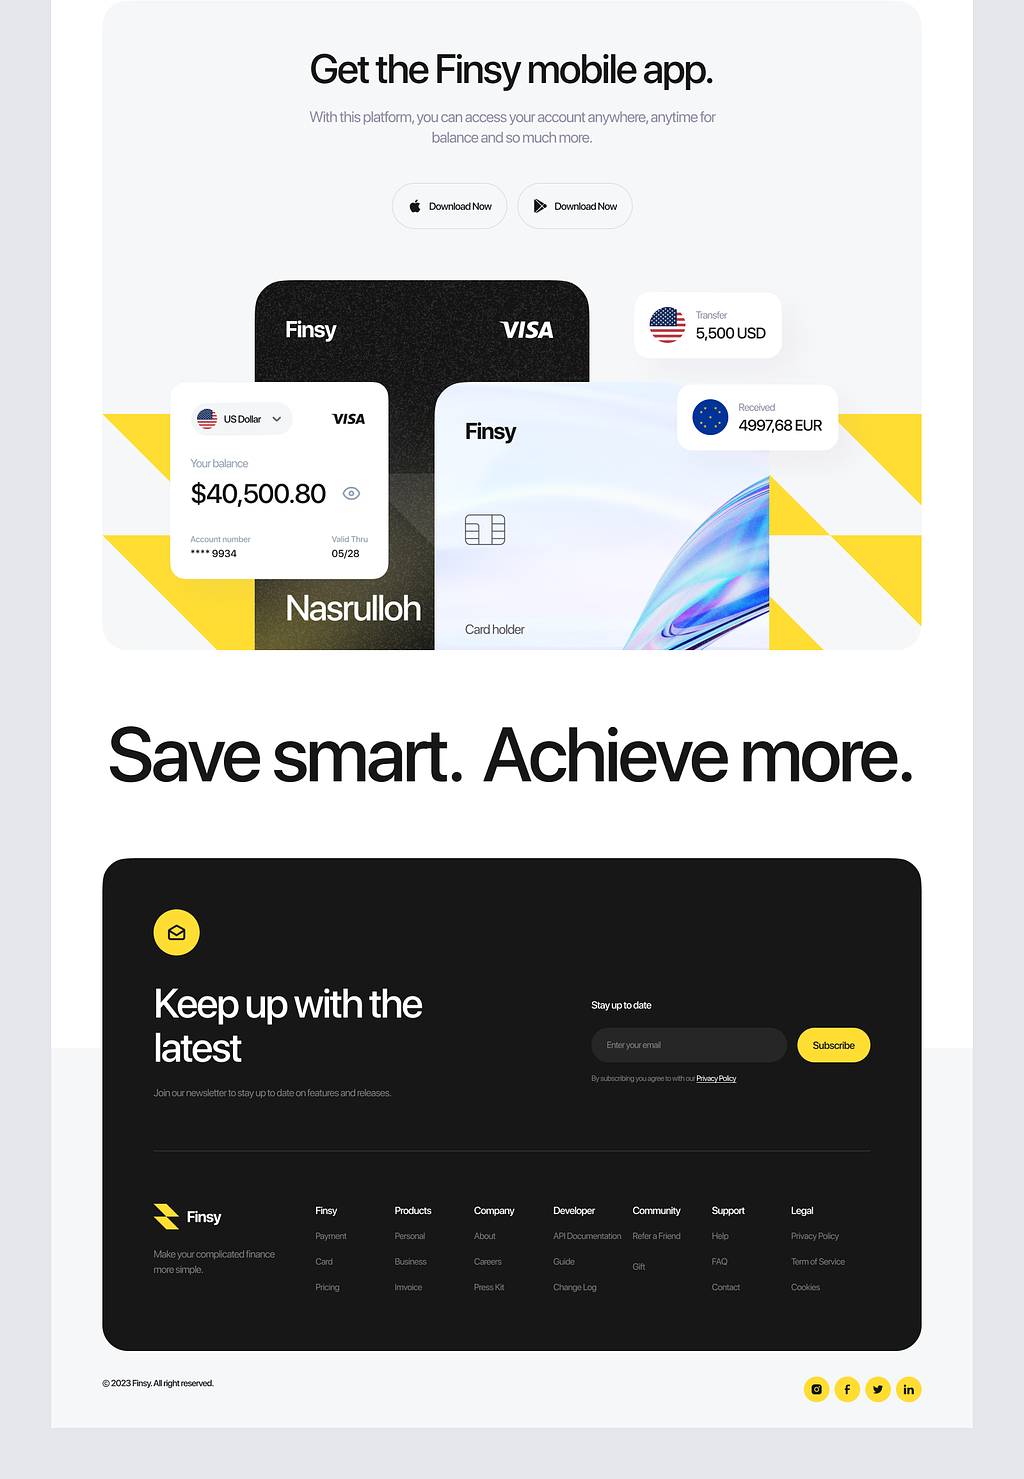 Get the Finsy mobile app.
With this platform, you can access your account anywhere, anytime for
balance and so much more.
Download Now
Download Now
Finsy
VISA
Transfer
5,500 USD
US Dollar
VISA
Your balance
$40,500.80
Account number
**** 9934
Valid Thru
05/28
Nasrulloh
Finsy
Card holder
Received
4997,68 EUR
Save smart. Achieve more.
Keep up with the
latest
Join our newsletter to stay up to date on features and releases.
Stay up to date
Enter your email
Subscribe
By subscribing you agree to with our Privacy Policy
Finsy
Make your complicated finance
more simple.
Finsy
Payment
Card
Pricing
Products
Personal
Business
Imvoice
Company
About
Careers
Press Kit
Developer
API Documentation
Guide
Change Log
Community
Refer a Friend
Gift
Support
Help
FAQ
Contact
Legal
Privacy Policy
Term of Service
Cookies
© 2023 Finsy. All right reserved.